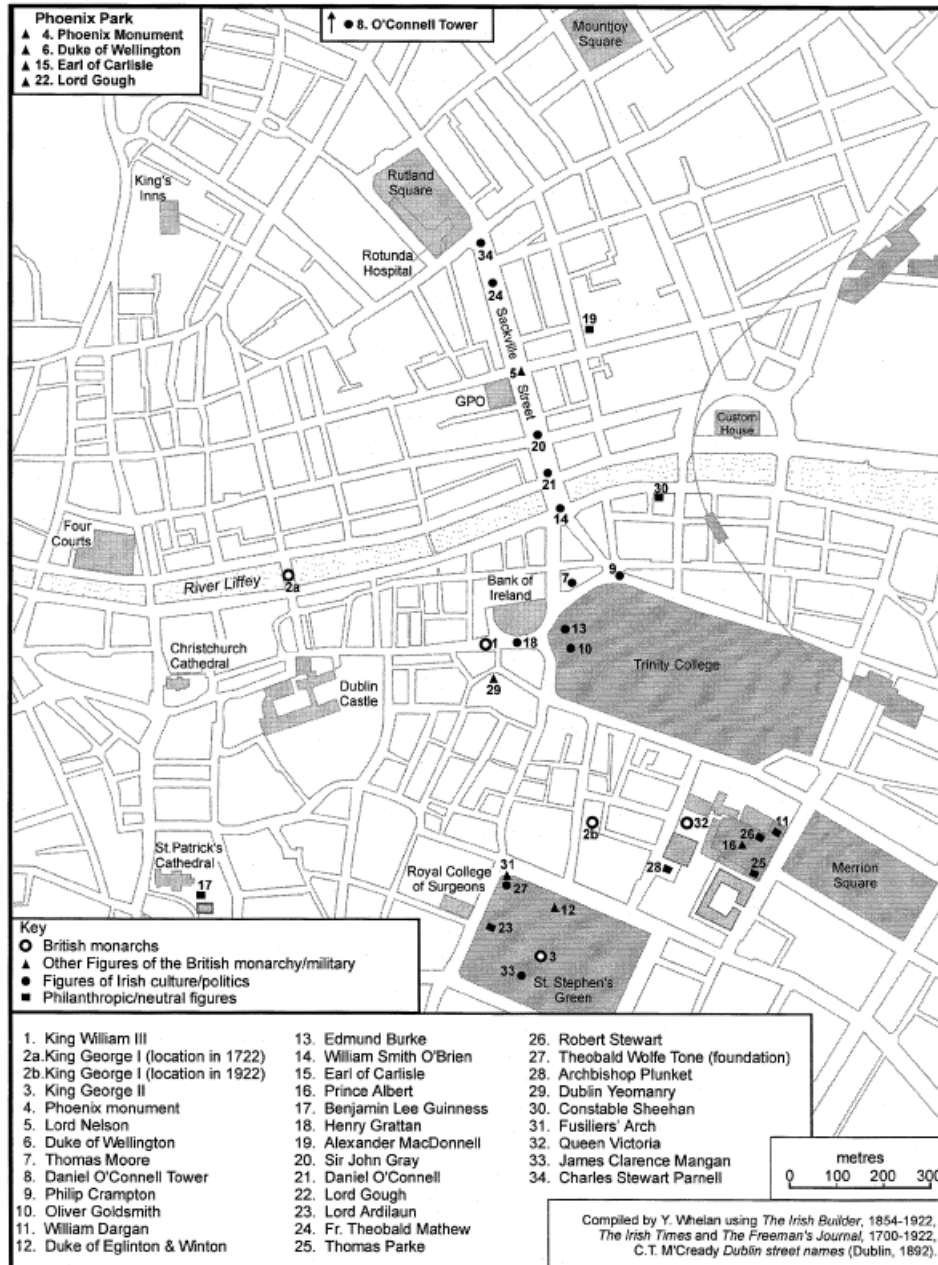 Phoenix Park
▲ 4. Phoenix Monument
▲ 6. Duke of Wellington
▲ 15. Earl of Carlisle
▲ 22. Lord Gough
↑ ● 8. O'Connell Tower
Mountjoy
Square
King's
Inns
Rutland
Square
Rotunda
Hospital
34
24
19
Sackville
Street
5
GPO
20
Custom
House
21
30
14
Four
Courts
River Liffey
2a
Bank of
Ireland
7
9
13
1
18
10
Trinity College
Christchurch
Cathedral
29
Dublin
Castle
2b
32
11
26
16
St.Patrick's
Cathedral
31
28
25
Merrion
Square
Royal College
of Surgeons
17
27
12
23
3
33
St. Stephen's
Green
Key
British monarchs
▲ Other Figures of the British monarchy/military
● Figures of Irish culture/politics
■ Philanthropic/neutral figures
1. King William III
2a.King George I (location in 1722)
2b.King George I (location in 1922)
3. King George II
4. Phoenix monument
5. Lord Nelson
6. Duke of Wellington
7. Thomas Moore
8. Daniel O'Connell Tower
9. Philip Crampton
10. Oliver Goldsmith
11. William Dargan
12. Duke of Eglinton & Winton
13. Edmund Burke
14. William Smith O'Brien
15. Earl of Carlisle
16. Prince Albert
17. Benjamin Lee Guinness
18. Henry Grattan
19. Alexander MacDonnell
20. Sir John Gray
21. Daniel O'Connell
22. Lord Gough
23. Lord Ardilaun
24. Fr. Theobald Mathew
25. Thomas Parke
26. Robert Stewart
27. Theobald Wolfe Tone (foundation)
28. Archbishop Plunket
29. Dublin Yeomanry
30. Constable Sheehan
31. Fusiliers' Arch
32. Queen Victoria
33. James Clarence Mangan
34. Charles Stewart Parnell
metres
0 100 200 300
Compiled by Y. Whelan using The Irish Builder, 1854-1922,
The Irish Times and The Freeman's Journal, 1700-1922,
C.T. M'Cready Dublin street names (Dublin, 1892).